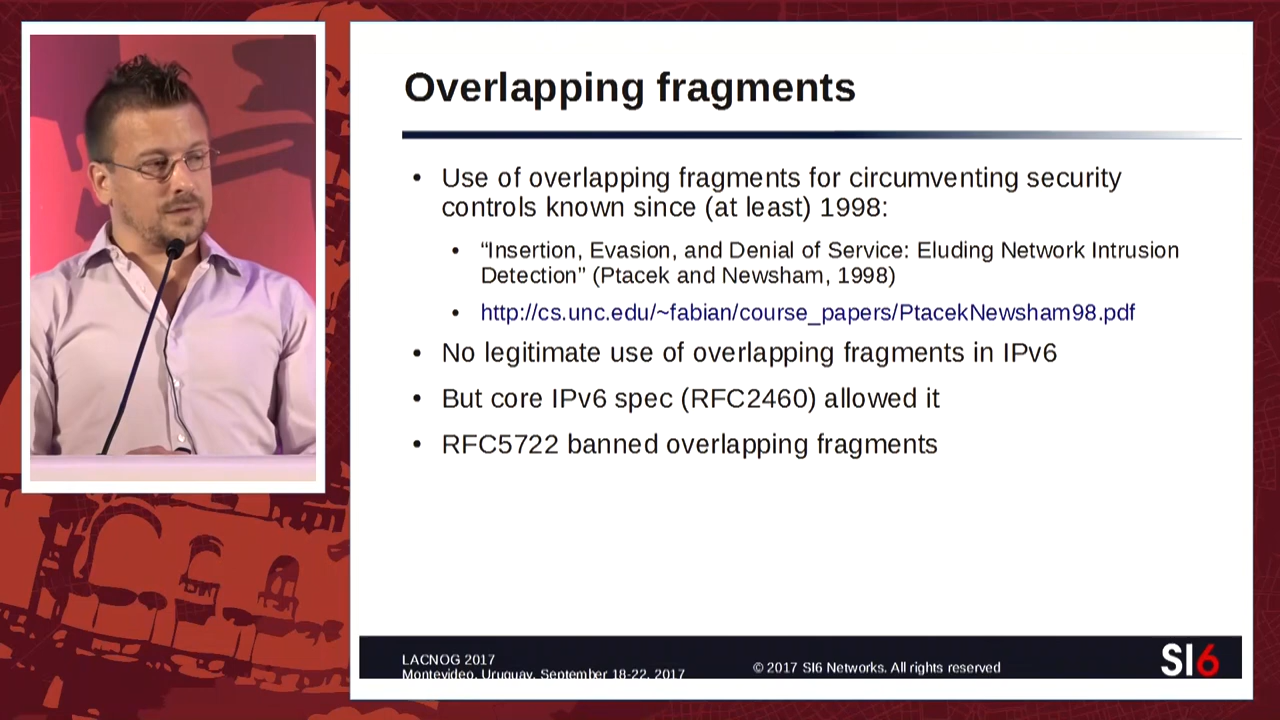 Overlapping fragments
• Use of overlapping fragments for circumventing security
controls known since (at least) 1998:
• “Insertion, Evasion, and Denial of Service: Eluding Network Intrusion
Detection” (Ptacek and Newsham, 1998)
• http://cs.unc.edu/~fabian/course_papers/PtacekNewsham98.pdf
• No legitimate use of overlapping fragments in IPv6
• But core IPv6 spec (RFC2460) allowed it
• RFC5722 banned overlapping fragments
LACNOG 2017
Montevideo, Uruguay, September 18-22, 2017
© 2017 SI6 Networks. All rights reserved
SI6